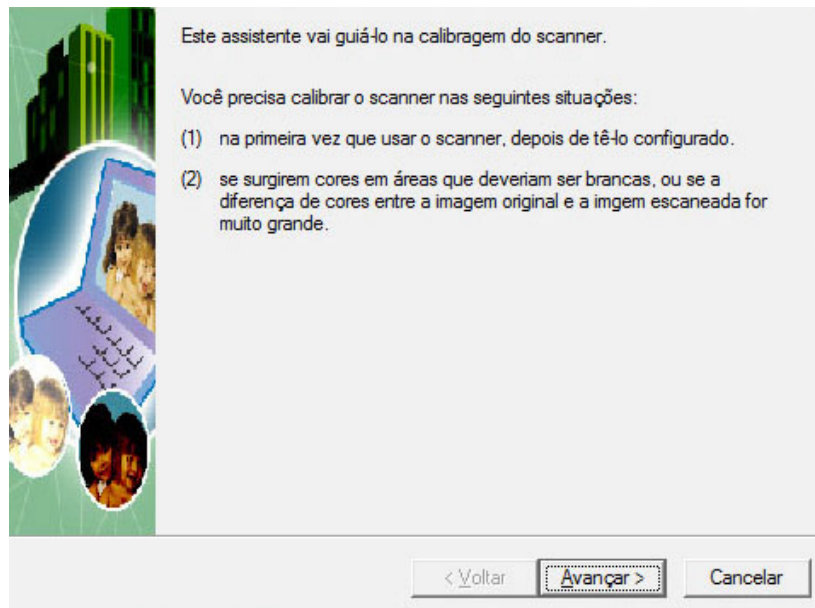 Este assistente vai guiá-lo na calibragem do scanner.
Você precisa calibrar o scanner nas seguintes situações:
(1) na primeira vez que usar o scanner, depois de tê-lo configurado.
(2) se surgirem cores em áreas que deveriam ser brancas, ou se a
diferença de cores entre a imagem original e a imgem escaneada for
muito grande.
< Voltar Avançar > Cancelar